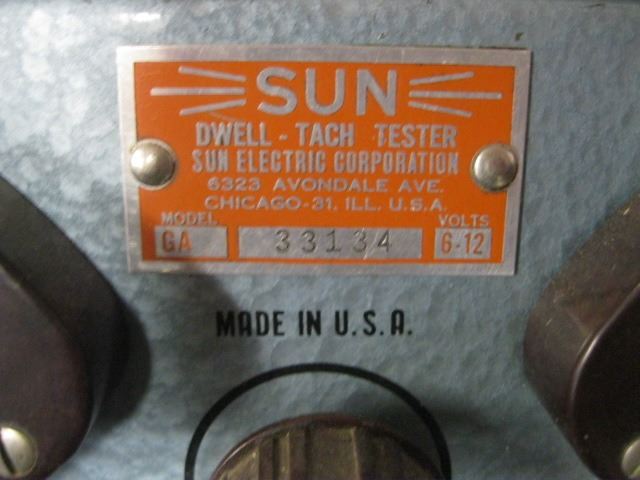 SUN
DWELL - TACH TESTER
SUN ELECTRIC CORPORATION
6323 AVONDALE AVE.
CHICAGO-31, ILL. U.S.A.
MODEL VOLTS
GA 33134 6-12
MADE IN U.S.A.